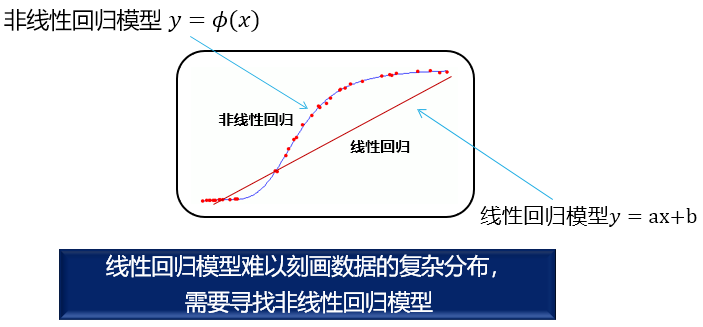 非线性回归模型 y = ϕ(x)
非线性回归
线性回归
线性回归模型y = ax+b
线性回归模型难以刻画数据的复杂分布，
需要寻找非线性回归模型